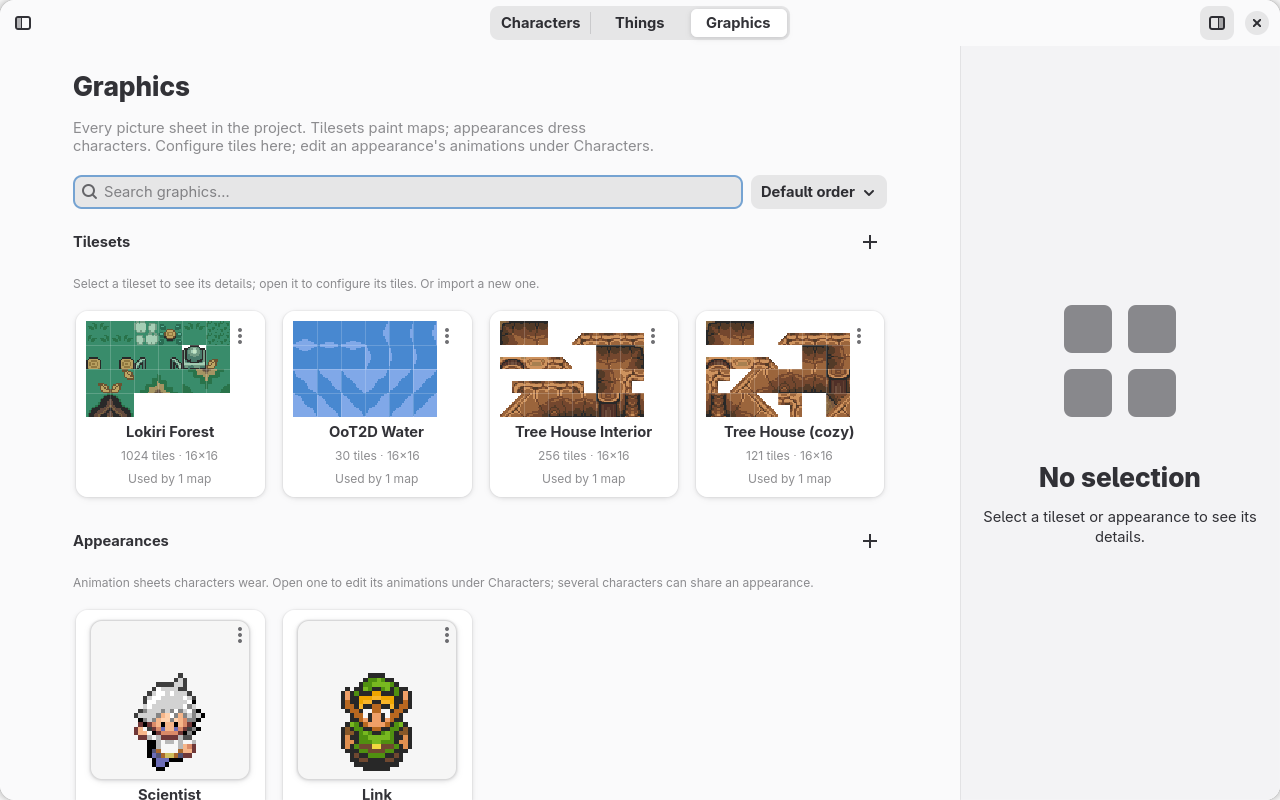 Characters
Things
Graphics
Graphics
Every picture sheet in the project. Tilesets paint maps; appearances dress
characters. Configure tiles here; edit an appearance's animations under Characters.
Search graphics...
Default order
Tilesets
Select a tileset to see its details; open it to configure its tiles. Or import a new one.
Lokiri Forest
1024 tiles · 16×16
Used by 1 map
OoT2D Water
30 tiles · 16×16
Used by 1 map
Tree House Interior
256 tiles · 16×16
Used by 1 map
Tree House (cozy)
121 tiles · 16×16
Used by 1 map
Appearances
Animation sheets characters wear. Open one to edit its animations under Characters; several characters can share an appearance.
Scientist
Link
No selection
Select a tileset or appearance to see its
details.